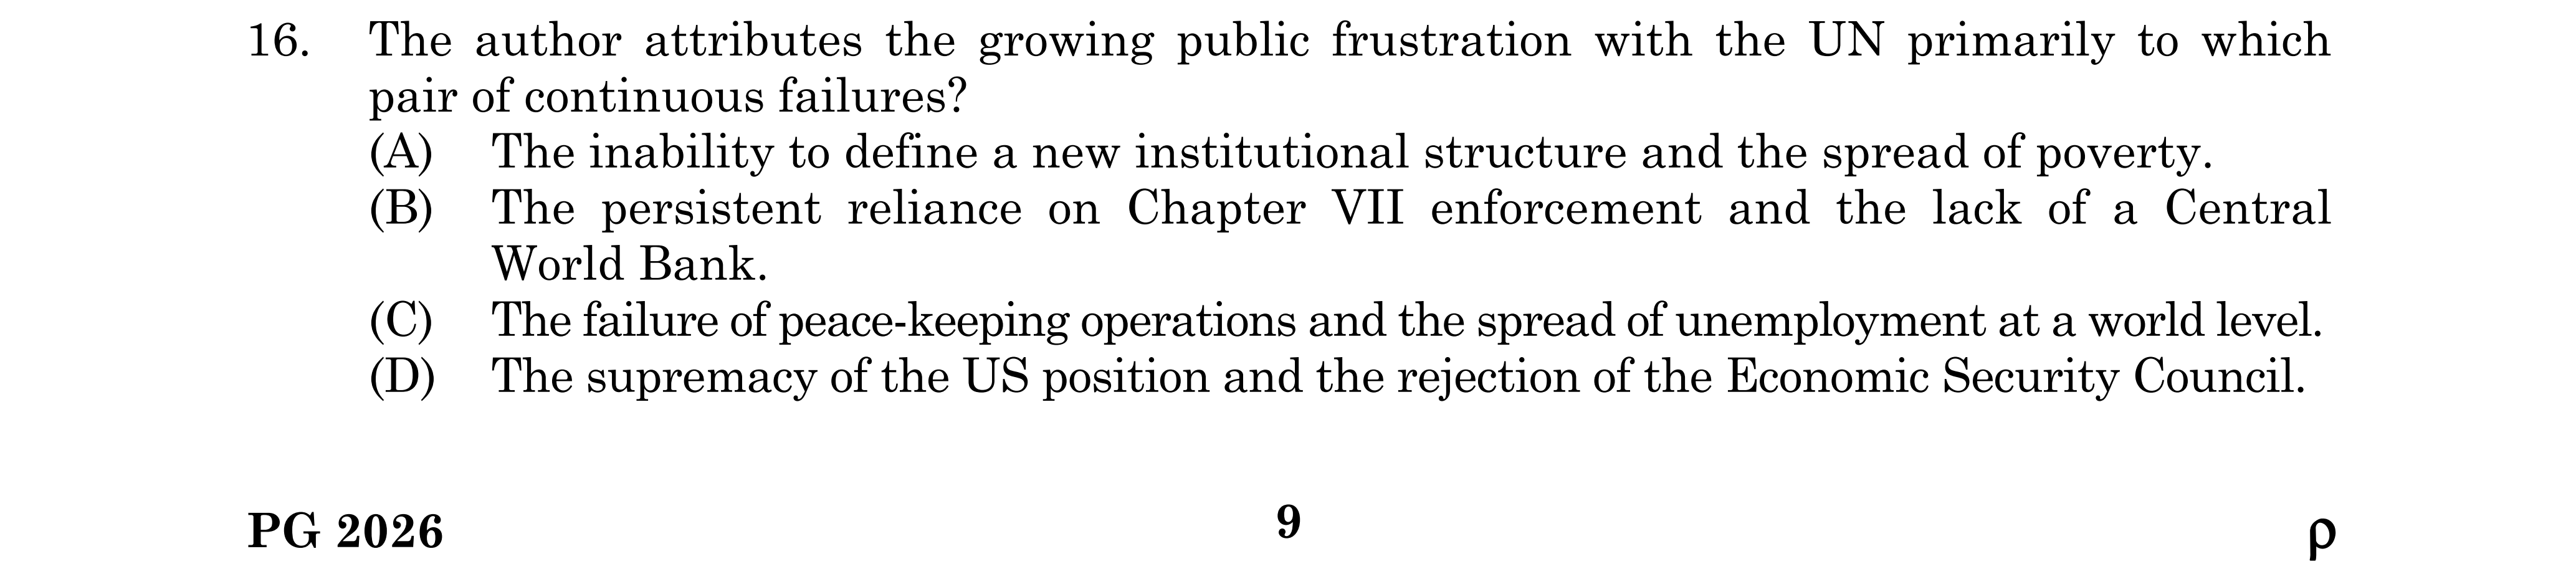 16. The author attributes the growing public frustration with the UN primarily to which
pair of continuous failures?
(A) The inability to define a new institutional structure and the spread of poverty.
(B) The persistent reliance on Chapter VII enforcement and the lack of a Central
World Bank.
(C) The failure of peace-keeping operations and the spread of unemployment at a world level.
(D) The supremacy of the US position and the rejection of the Economic Security Council.
PG 2026 9 ρ